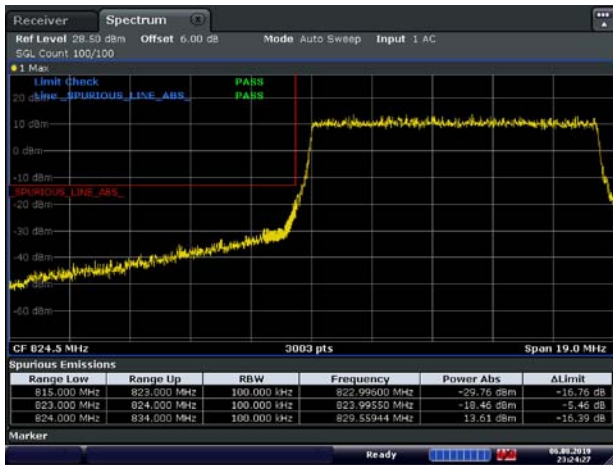 Receiver Spectrum
Ref Level 28.50 dBm Offset 6.00 dB Mode Auto Sweep Input 1 AC
SGL Count 100/100
1 Max
Limit Check PASS
20 dBm Line _SPURIOUS_LINE_ABS_ PASS
10 dBm
0 dBm
-10 dBm
_SPURIOUS_LINE_ABS_
-20 dBm
-30 dBm
-40 dBm
-60 dBm
CF 824.5 MHz 3003 pts Span 19.0 MHz
Spurious Emissions
Range Low Range Up RBW Frequency Power Abs ΔLimit
815.000 MHz 823.000 MHz 100.000 kHz 822.99600 MHz -29.76 dBm -16.76 dB
823.000 MHz 824.000 MHz 100.000 kHz 823.99550 MHz -18.46 dBm -5.46 dB
824.000 MHz 834.000 MHz 100.000 kHz 829.55944 MHz 13.61 dBm -16.39 dB
Marker
Ready 06.08.2019
23:24:27